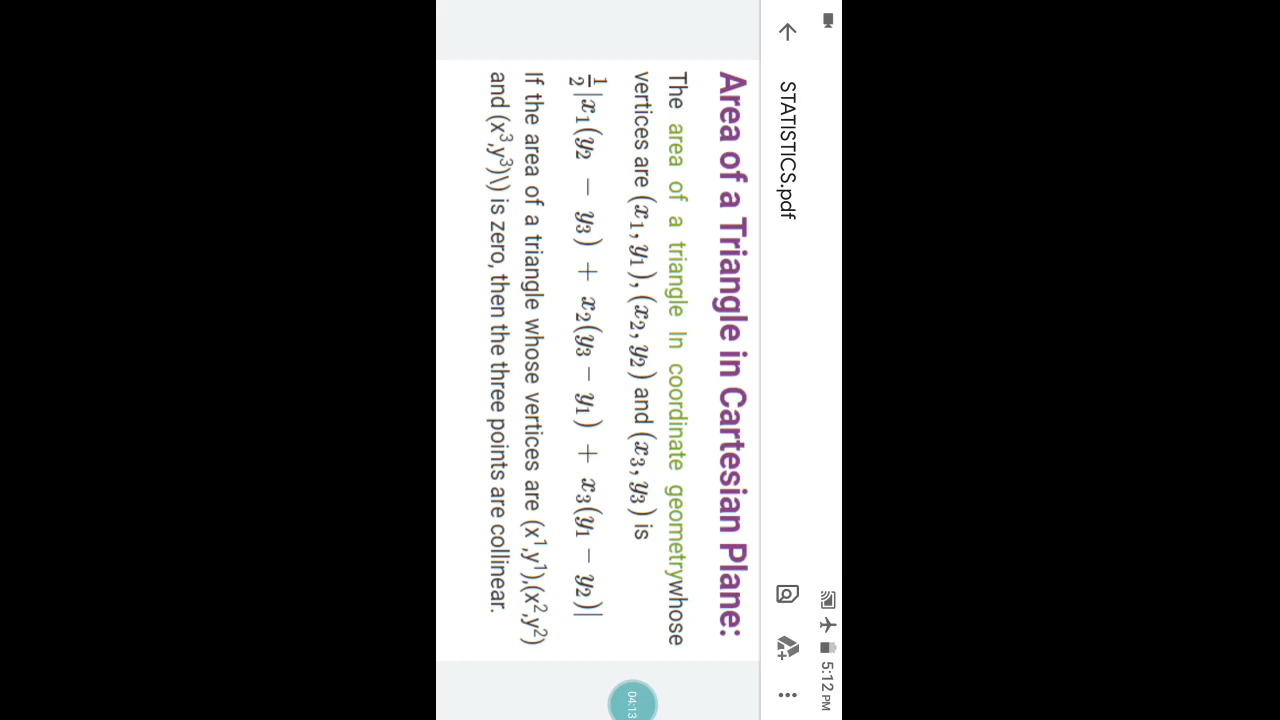 5:12 PM
STATISTICS.pdf
Area of a Triangle in Cartesian Plane:
The area of a triangle In coordinate geometrywhose
vertices are (x₁, y₁), (x₂, y₂) and (x₃, y₃) is
½|x₁(y₂ − y₃) + x₂(y₃ − y₁) + x₃(y₁ − y₂)|
If the area of a triangle whose vertices are (x¹,y¹),(x²,y²)
and (x³,y³)\) is zero, then the three points are collinear.
04:13